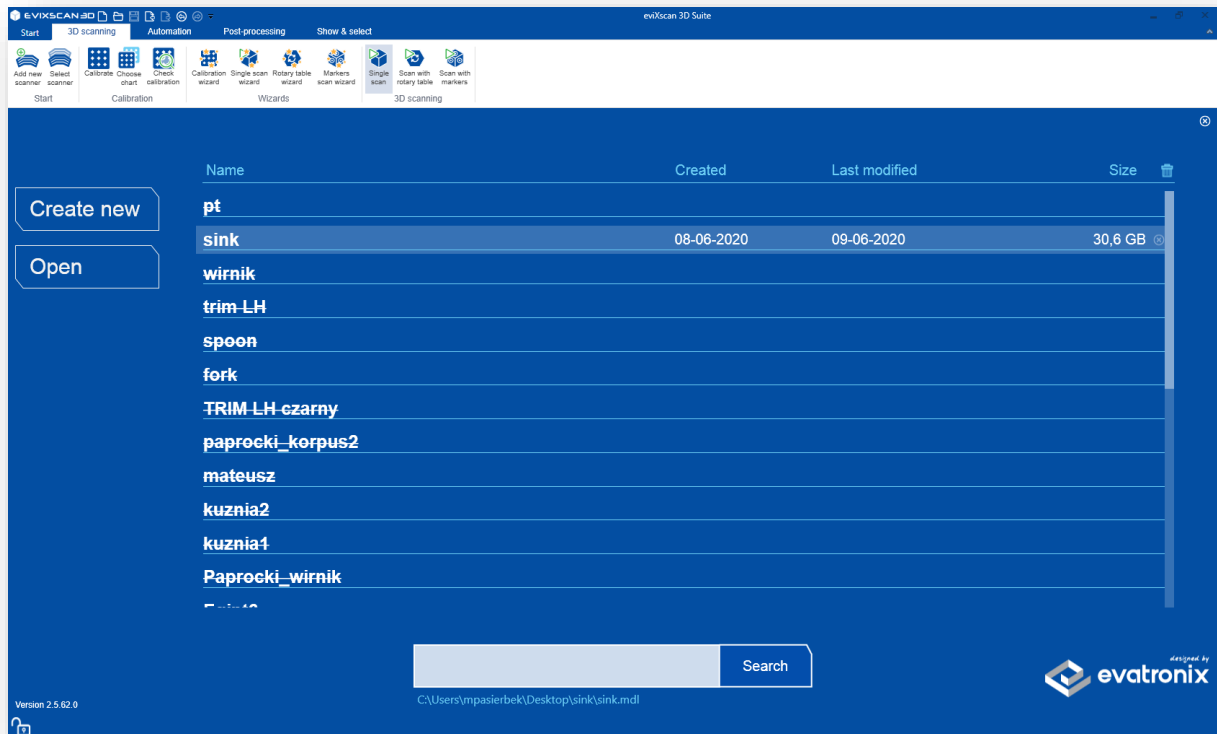 EVIXSCAN 3D
eviXscan 3D Suite
Start
3D scanning
Automation
Post-processing
Show & select
Add new scanner
Select scanner
Start
Calibrate
Choose chart
Check calibration
Calibration
Calibration wizard
Single scan wizard
Rotary table wizard
Markers scan wizard
Wizards
Single scan
Scan with rotary table
Scan with markers
3D scanning
Create new
Open
Name Created Last modified Size
pt
sink 08-06-2020 09-06-2020 30,6 GB
wirnik
trim LH
spoon
fork
TRIM LH czarny
paprocki_korpus2
mateusz
kuznia2
kuznia1
Paprocki_wirnik
Search
C:\Users\mpasierbek\Desktop\sink\sink.mdl
designed by
evatronix
Version 2.5.62.0